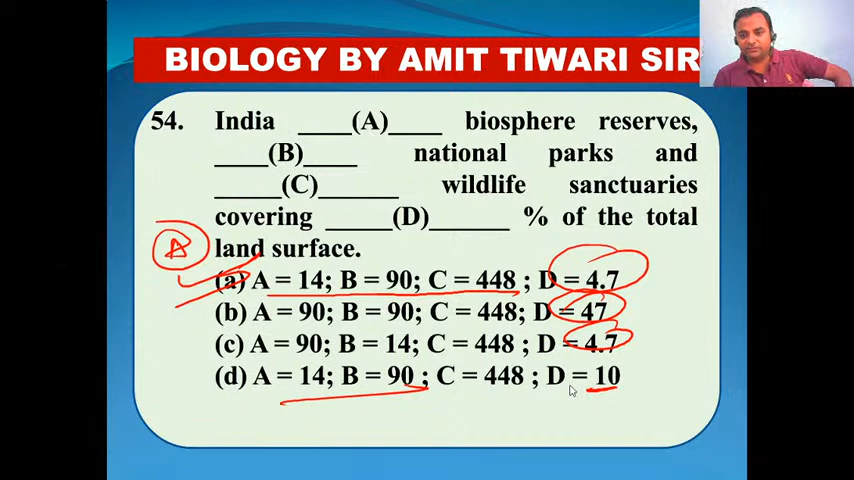 BIOLOGY BY AMIT TIWARI SIR
54. India ____(A)____ biosphere reserves,
____(B)____ national parks and
_____(C)______ wildlife sanctuaries
covering _____(D)______ % of the total
A land surface.
(a) A = 14; B = 90; C = 448 ; D = 4.7
(b) A = 90; B = 90; C = 448; D = 47
(c) A = 90; B = 14; C = 448 ; D = 4.7
(d) A = 14; B = 90 ; C = 448 ; D = 10